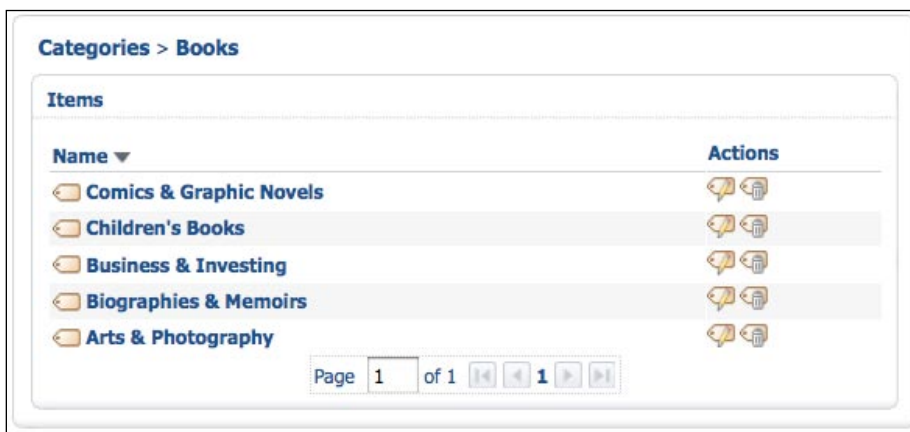 Categories > Books
Items
Name Actions
Comics & Graphic Novels
Children's Books
Business & Investing
Biographies & Memoirs
Arts & Photography
Page 1 of 1 1